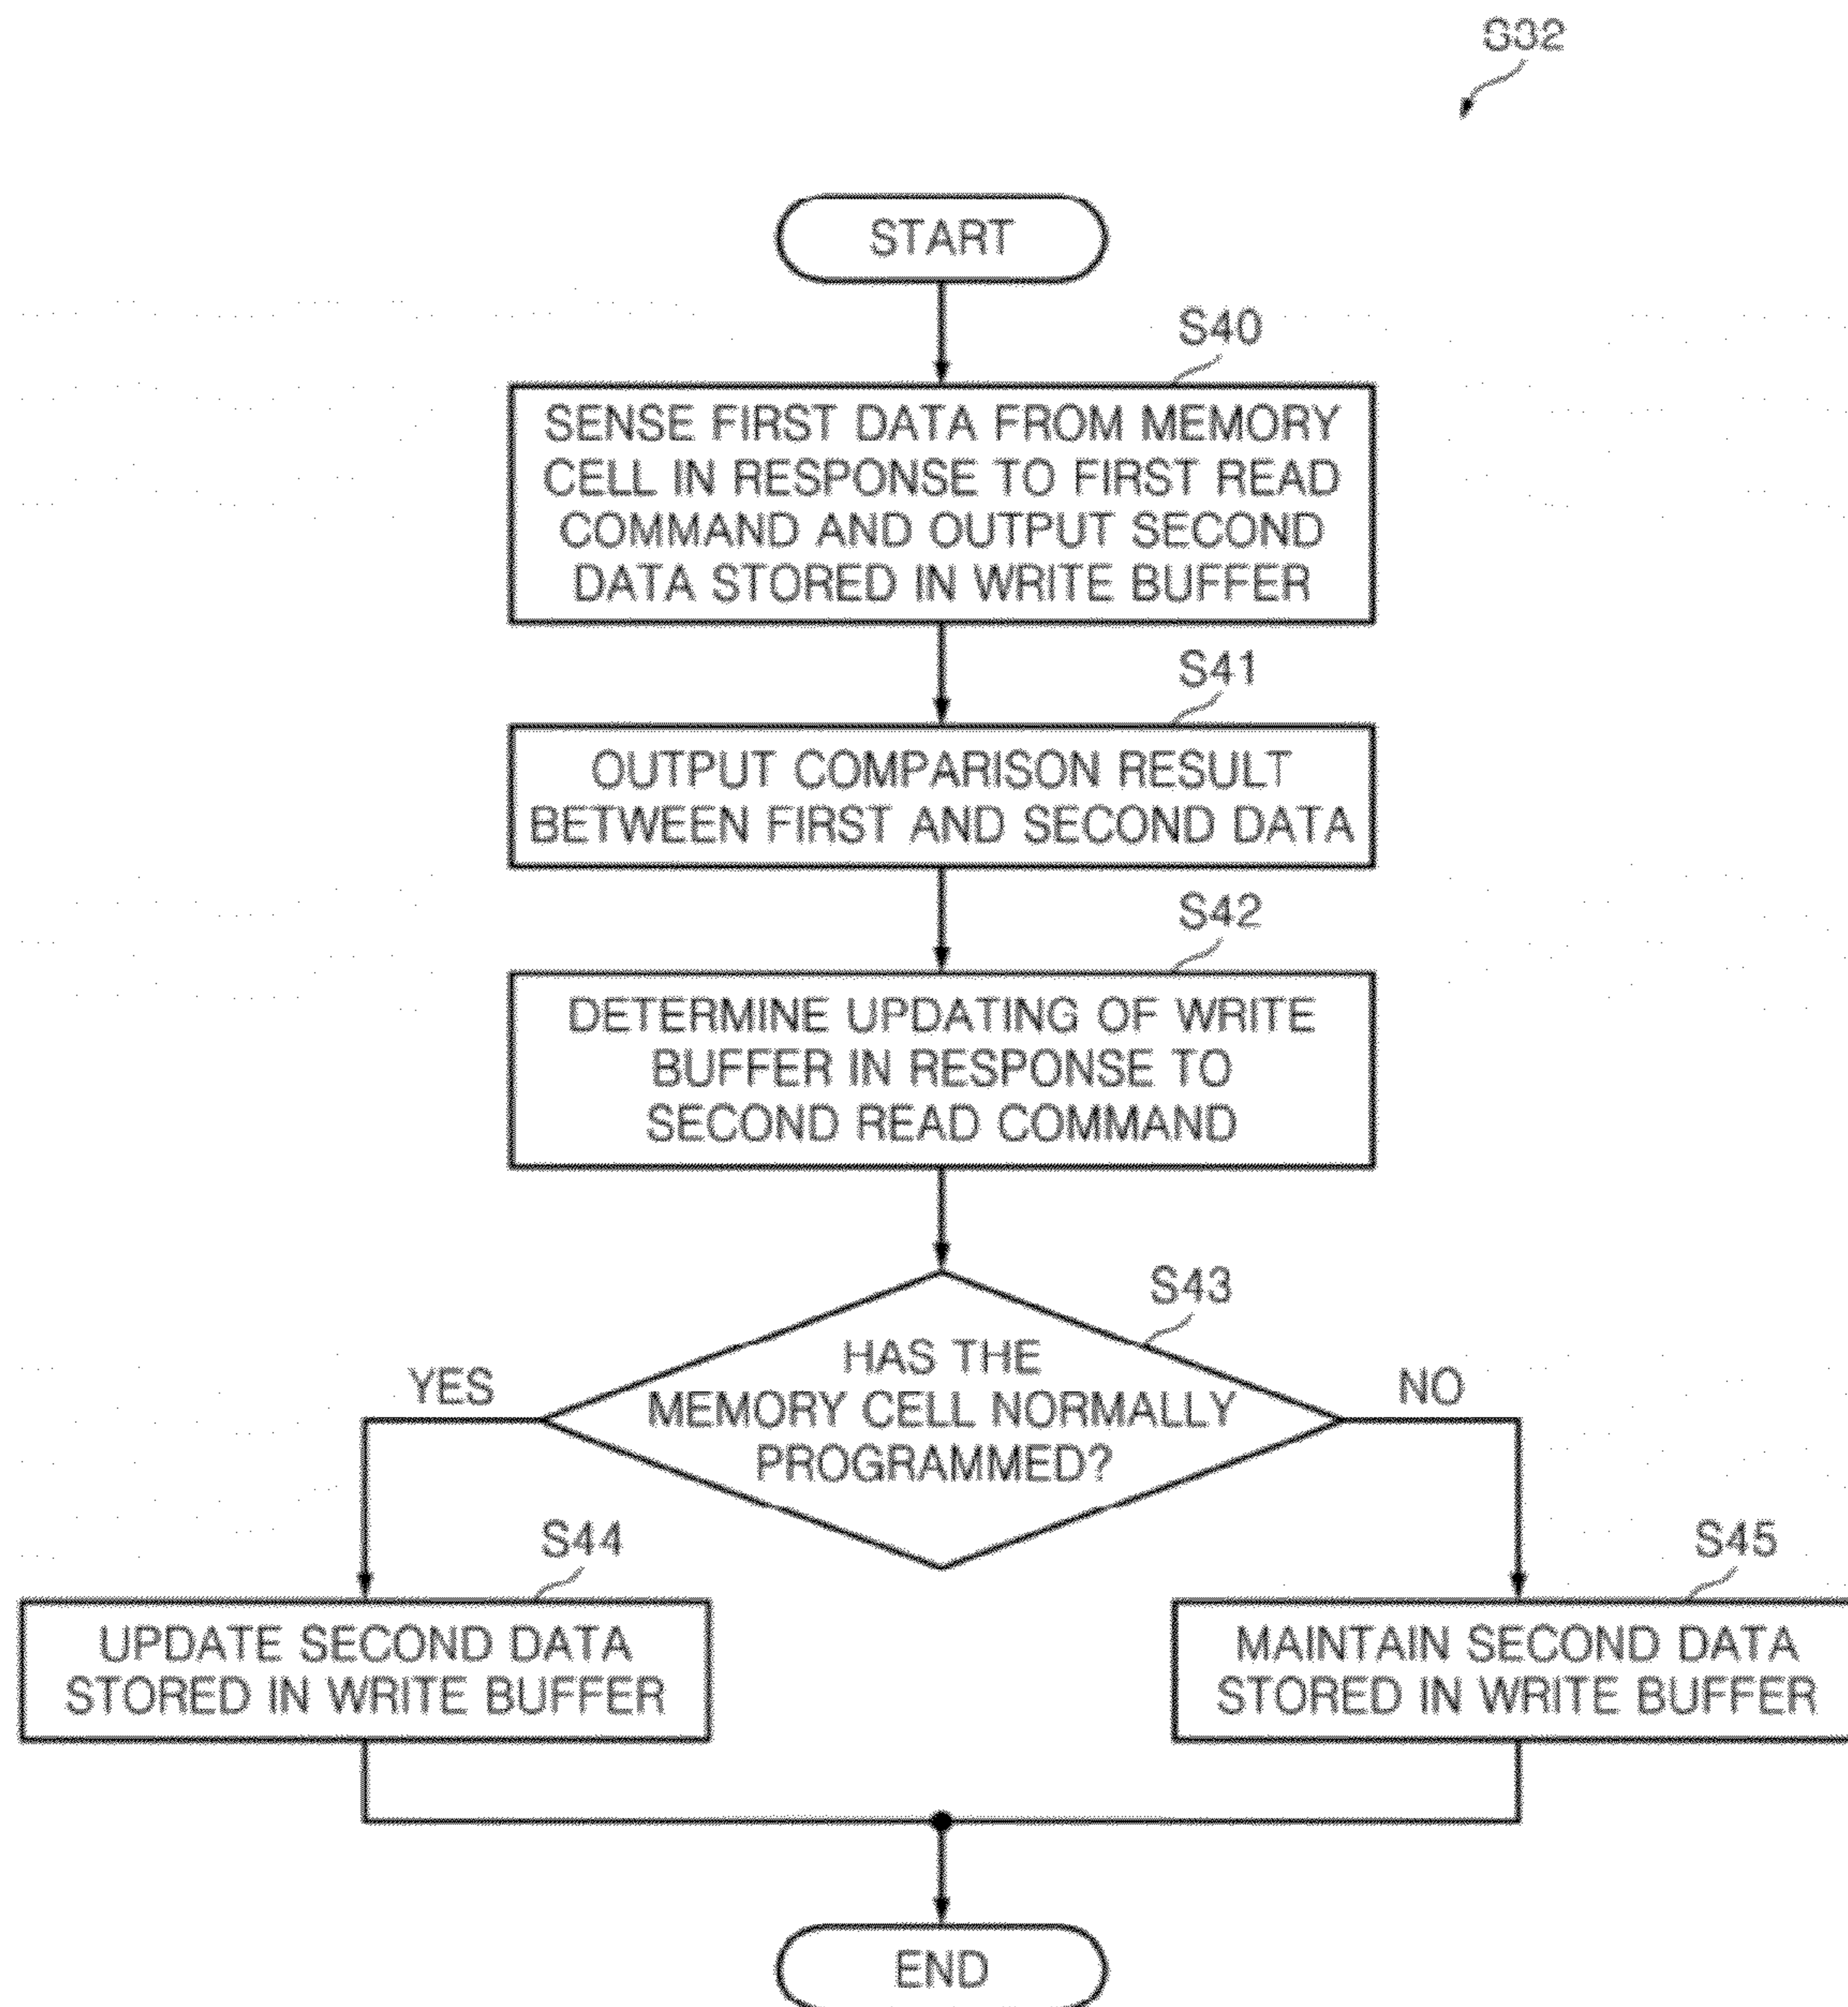 S32
START
S40
SENSE FIRST DATA FROM MEMORY
CELL IN RESPONSE TO FIRST READ
COMMAND AND OUTPUT SECOND
DATA STORED IN WRITE BUFFER
S41
OUTPUT COMPARISON RESULT
BETWEEN FIRST AND SECOND DATA
S42
DETERMINE UPDATING OF WRITE
BUFFER IN RESPONSE TO
SECOND READ COMMAND
S43
HAS THE
MEMORY CELL NORMALLY
PROGRAMMED?
YES
NO
S44
UPDATE SECOND DATA
STORED IN WRITE BUFFER
S45
MAINTAIN SECOND DATA
STORED IN WRITE BUFFER
END